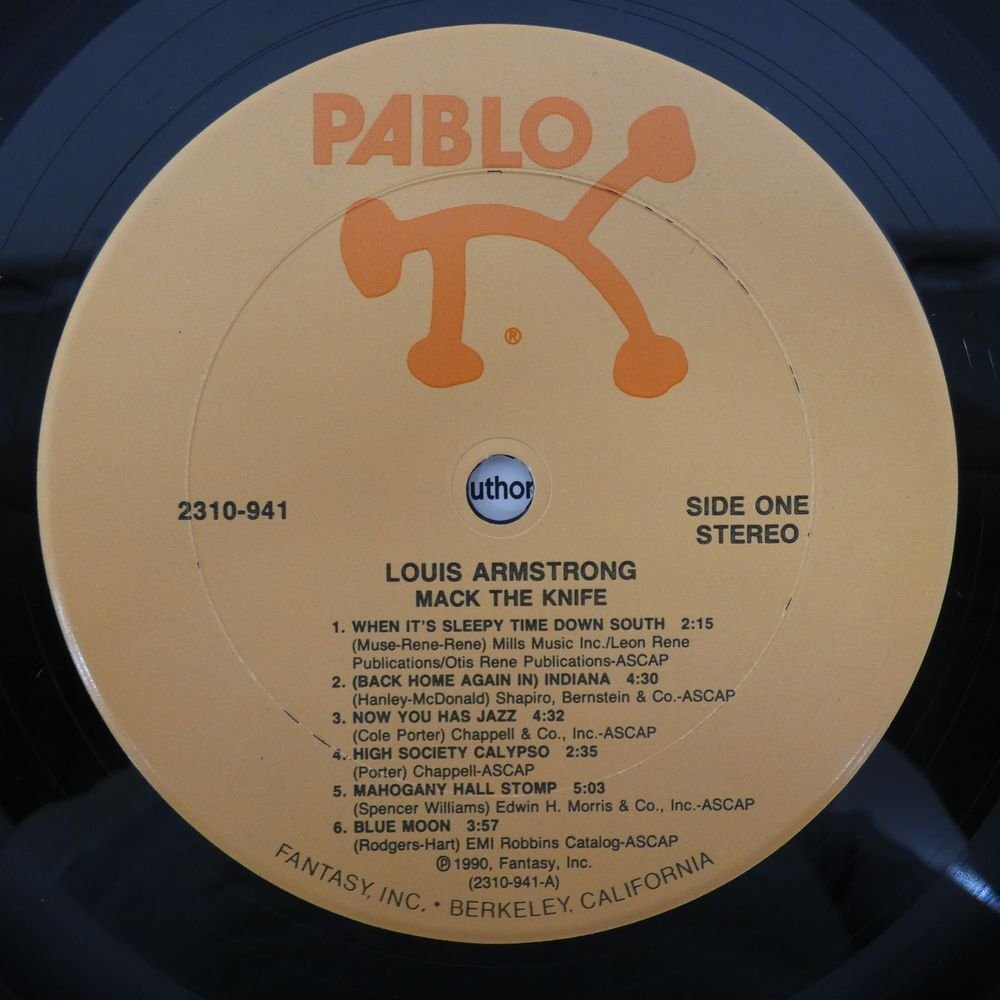 PABLO
®
uthor
2310-941
SIDE ONE
STEREO
LOUIS ARMSTRONG
MACK THE KNIFE
1. WHEN IT'S SLEEPY TIME DOWN SOUTH 2:15
(Muse-Rene-Rene) Mills Music Inc./Leon Rene
Publications/Otis Rene Publications-ASCAP
2. (BACK HOME AGAIN IN) INDIANA 4:30
(Hanley-McDonald) Shapiro, Bernstein & Co.-ASCAP
3. NOW YOU HAS JAZZ 4:32
(Cole Porter) Chappell & Co., Inc.-ASCAP
4. HIGH SOCIETY CALYPSO 2:35
(Porter) Chappell-ASCAP
5. MAHOGANY HALL STOMP 5:03
(Spencer Williams) Edwin H. Morris & Co., Inc.-ASCAP
6. BLUE MOON 3:57
(Rodgers-Hart) EMI Robbins Catalog-ASCAP
℗ 1990, Fantasy, Inc.
(2310-941-A)
FANTASY, INC. • BERKELEY, CALIFORNIA